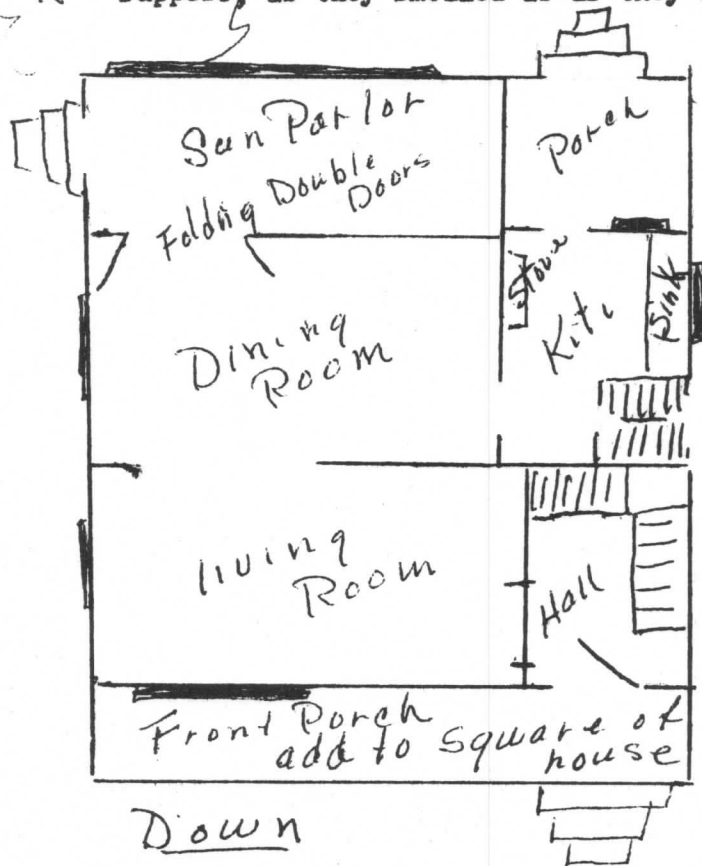 Sun Parlor
Porch
Folding Double
Doors
Stove
Kit.
Sink
Dining
Room
living
Room
Hall
Front Porch
add to square of
house
Down